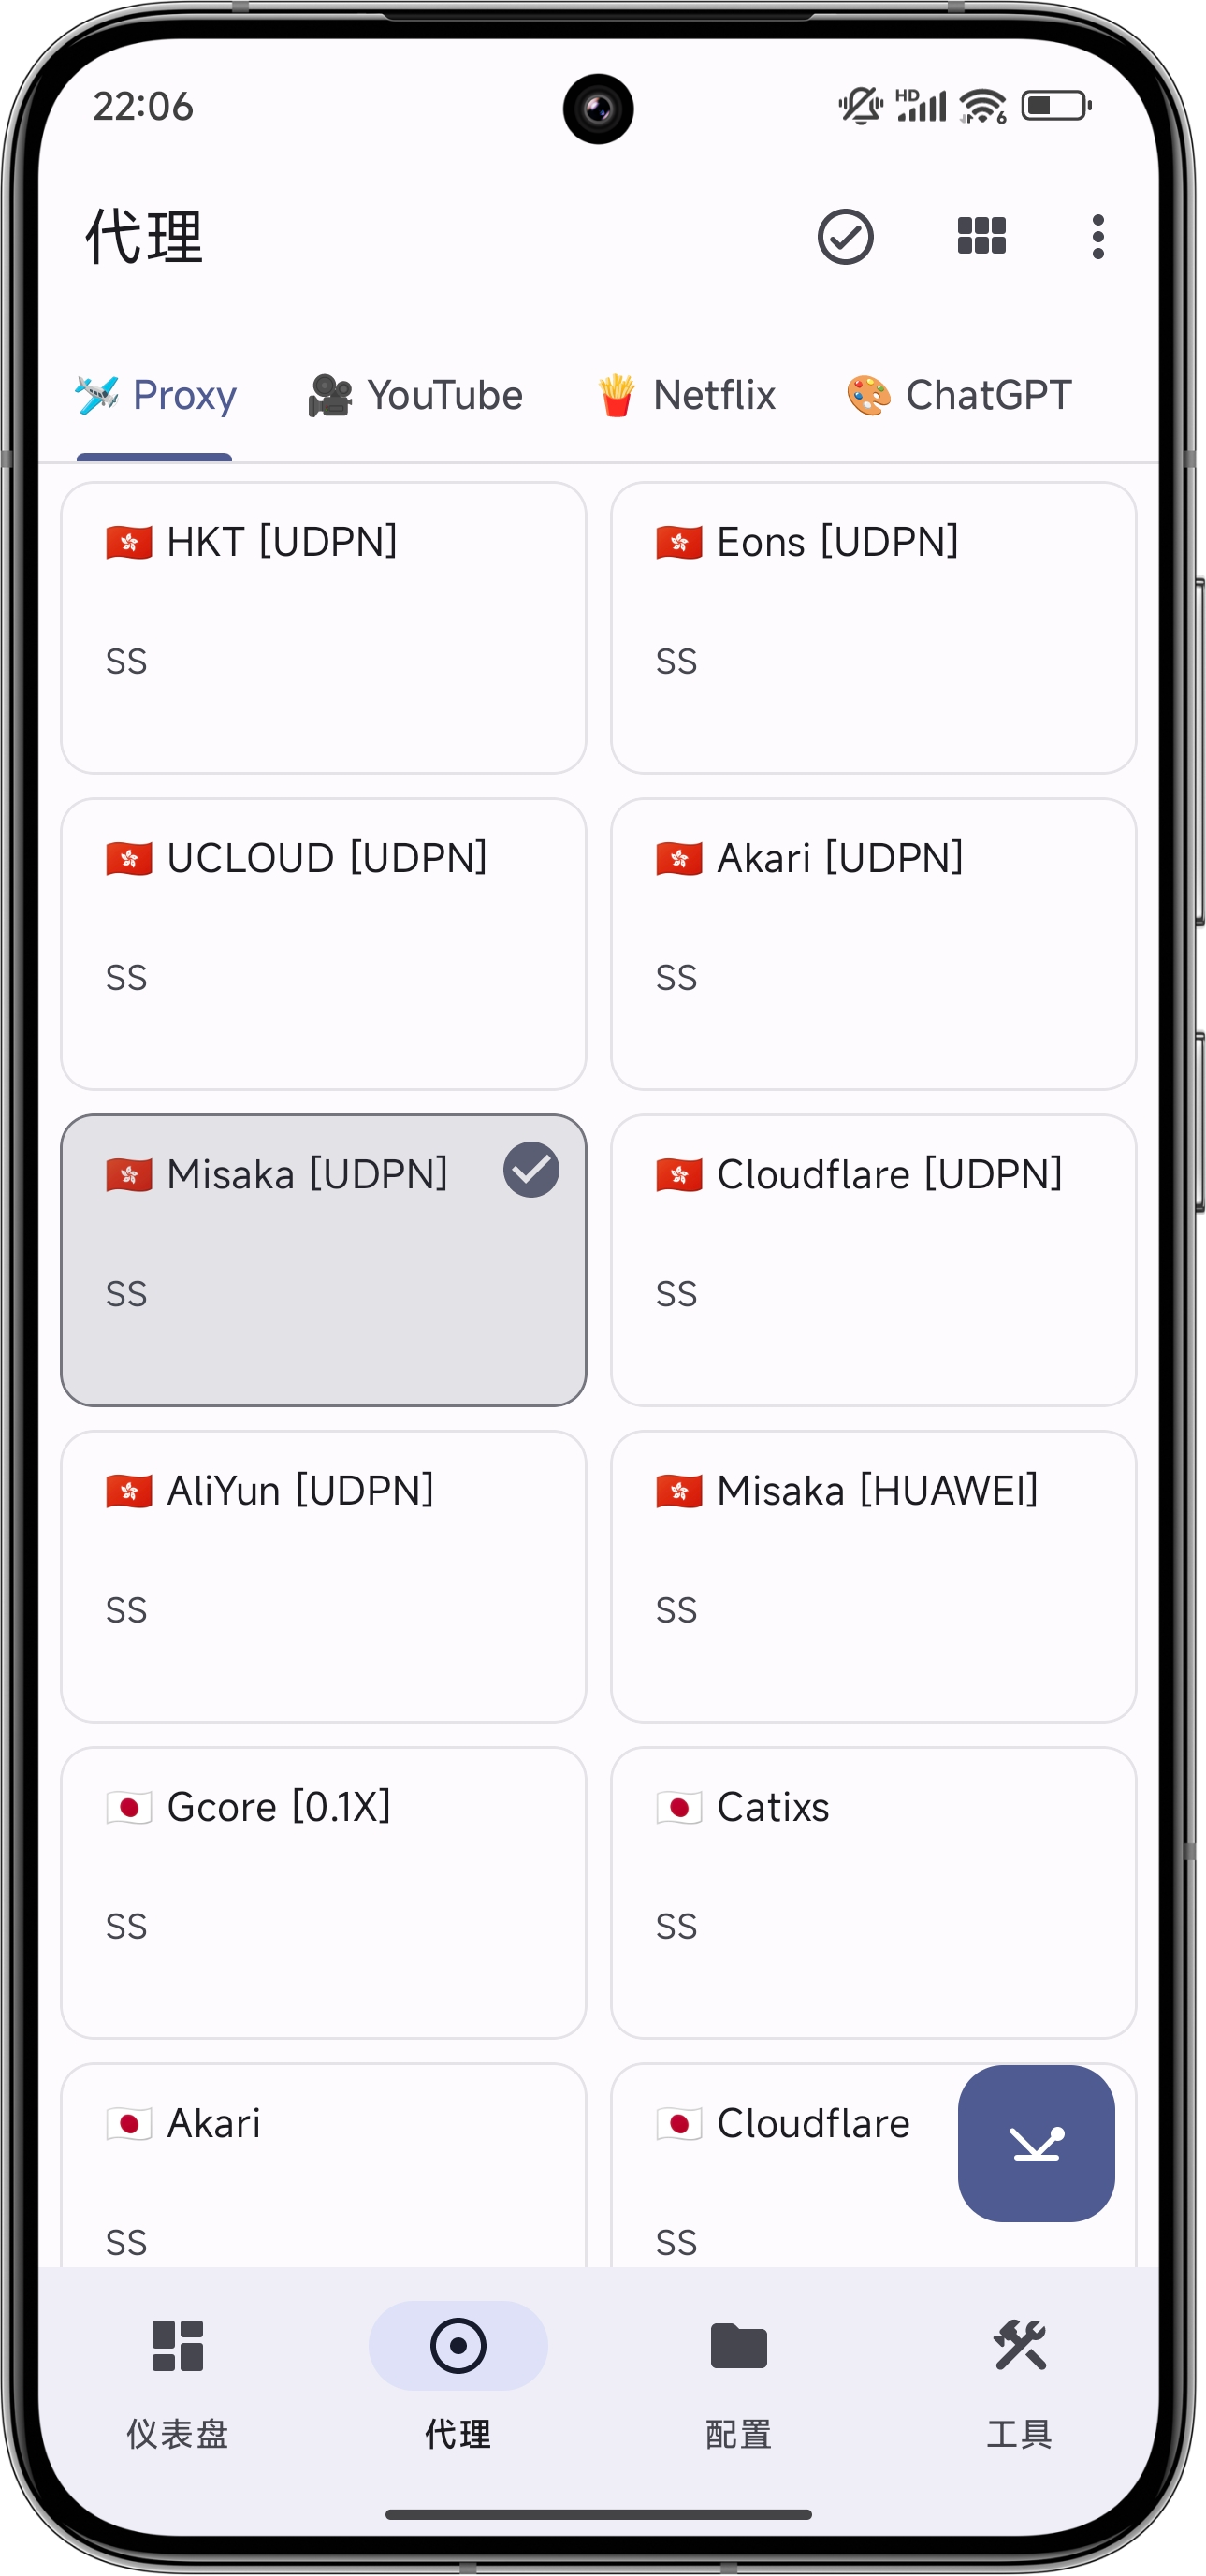 22:06
HD
6
代理
Proxy
YouTube
Netflix
ChatGPT
HKT [UDPN]
SS
Eons [UDPN]
SS
UCLOUD [UDPN]
SS
Akari [UDPN]
SS
Misaka [UDPN]
SS
Cloudflare [UDPN]
SS
AliYun [UDPN]
SS
Misaka [HUAWEI]
SS
Gcore [0.1X]
SS
Catixs
SS
Akari
SS
Cloudflare
SS
仪表盘
代理
配置
工具